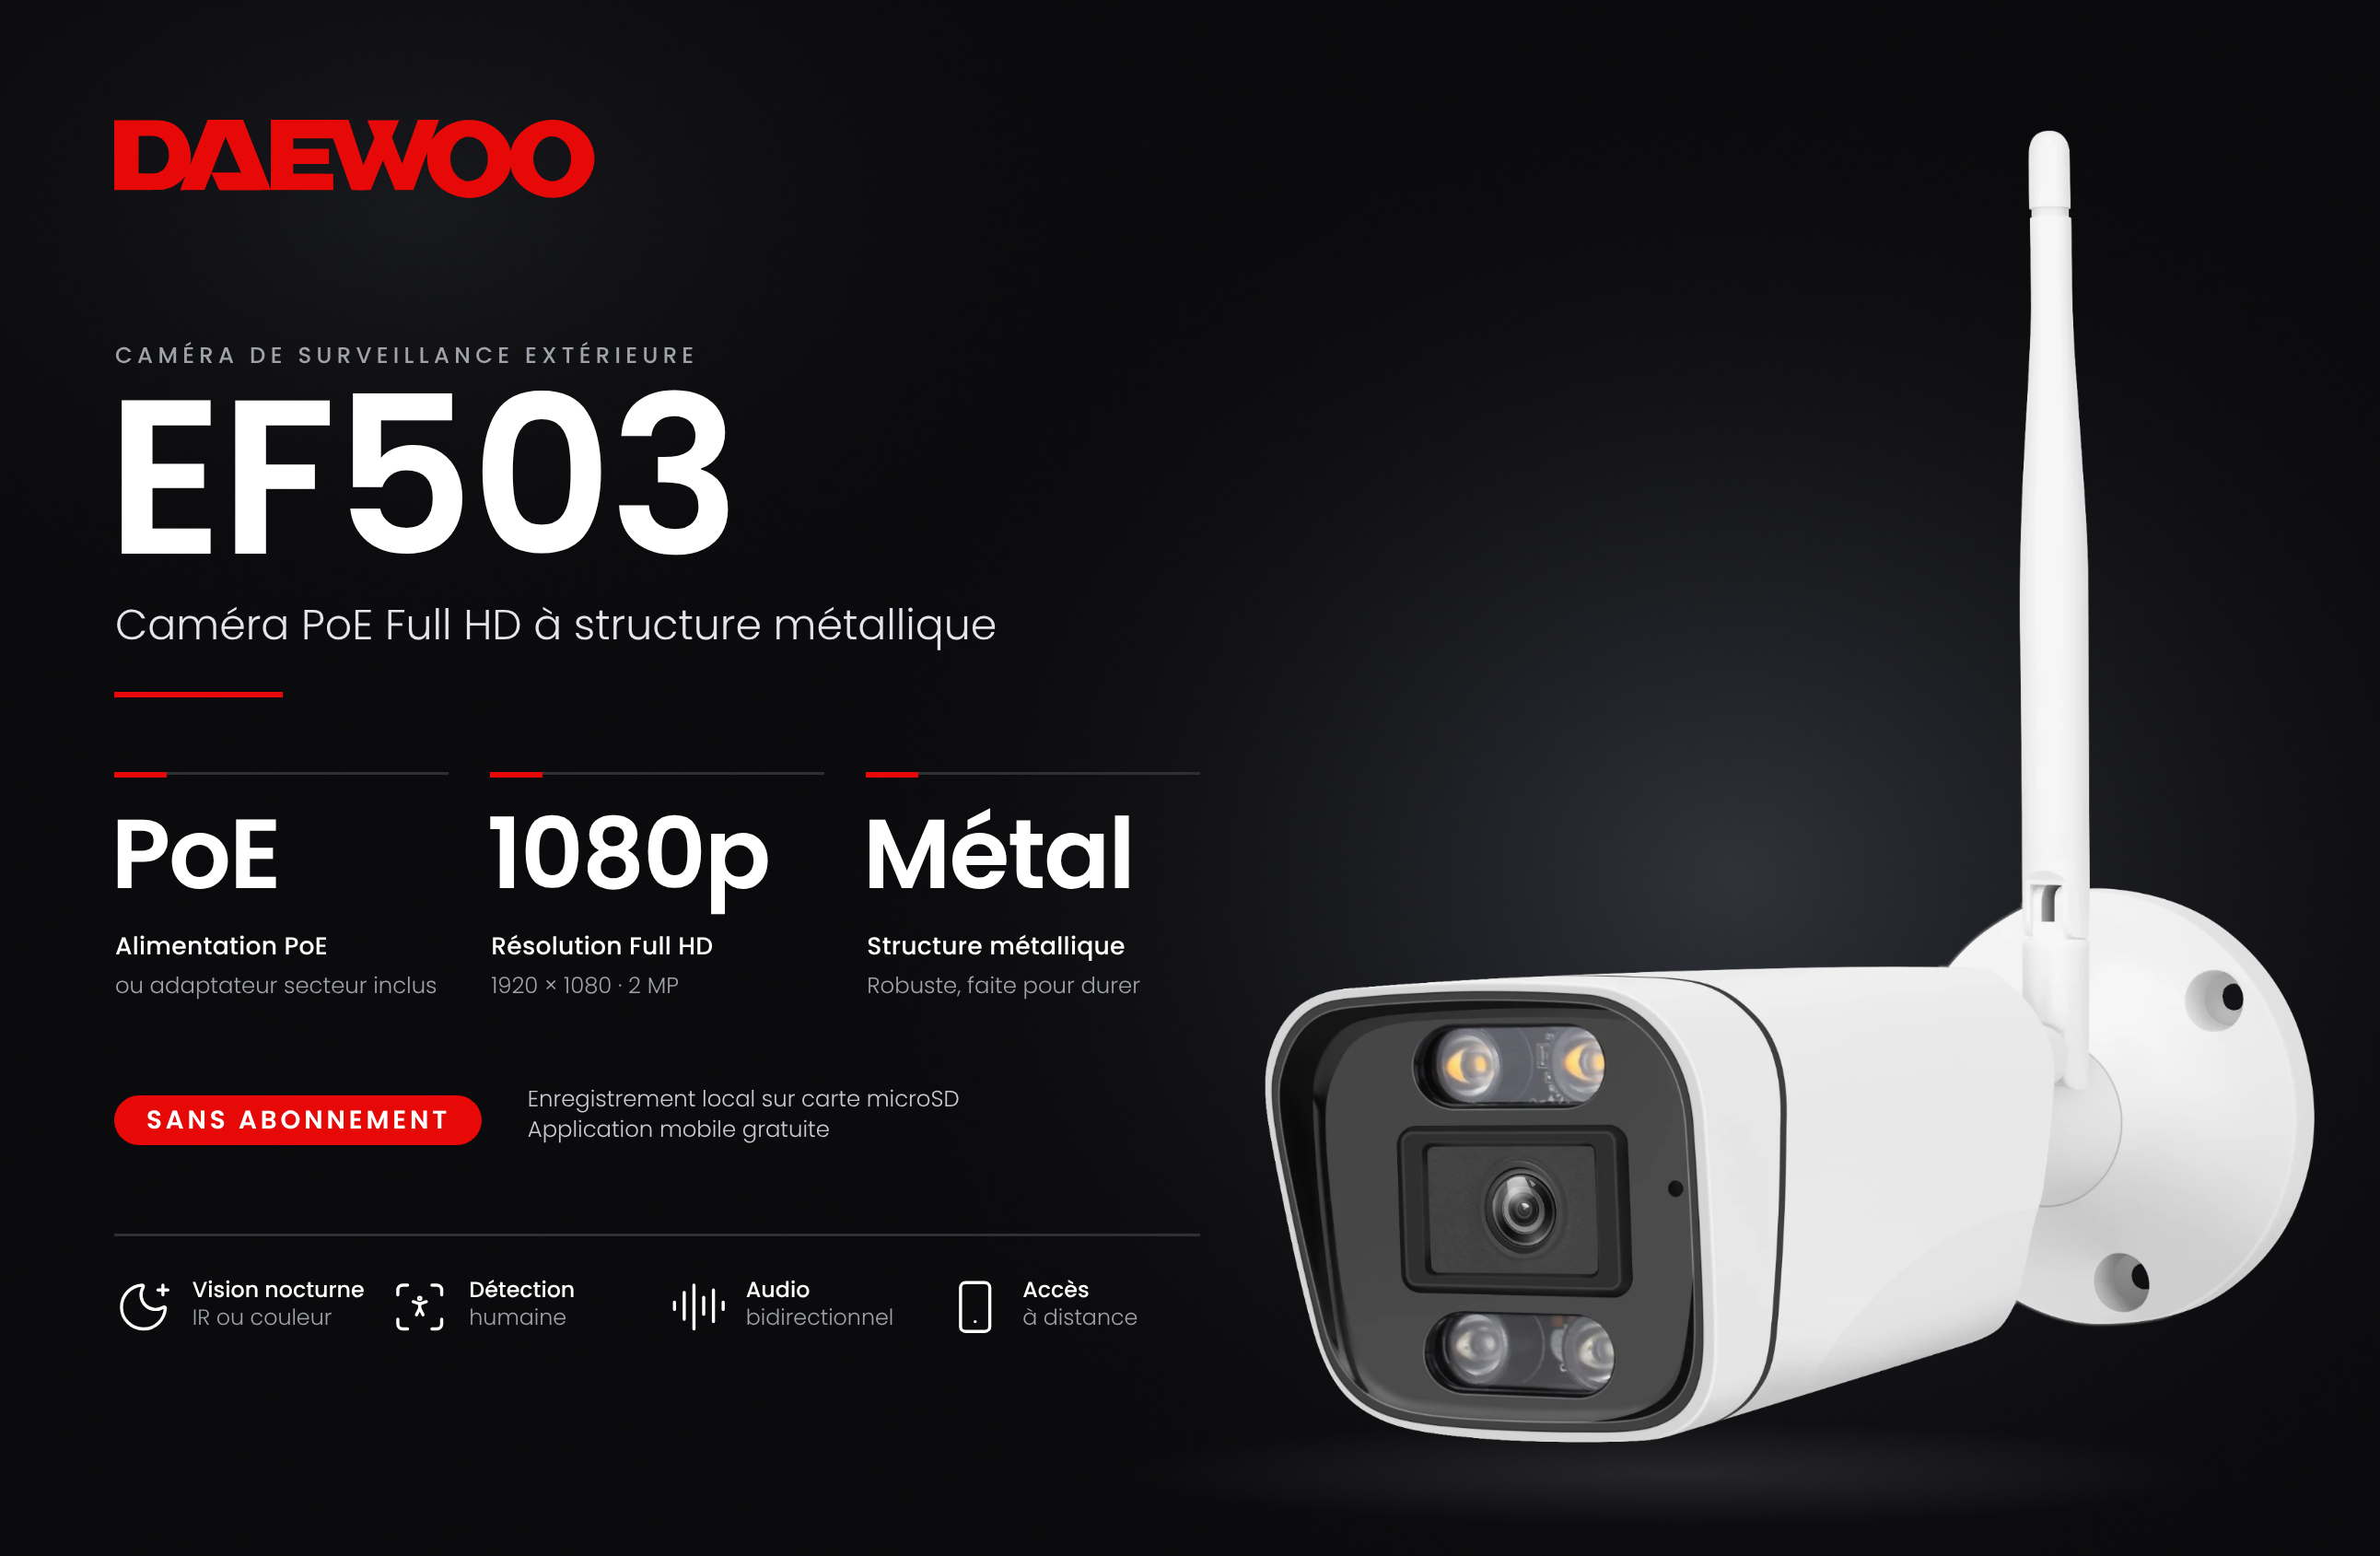 DAEWOO
CAMÉRA DE SURVEILLANCE EXTÉRIEURE
EF503
Caméra PoE Full HD à structure métallique
PoE
Alimentation PoE
ou adaptateur secteur inclus
1080p
Résolution Full HD
1920 × 1080 · 2 MP
Métal
Structure métallique
Robuste, faite pour durer
SANS ABONNEMENT
Enregistrement local sur carte microSD
Application mobile gratuite
Vision nocturne
IR ou couleur
Détection
humaine
Audio
bidirectionnel
Accès
à distance